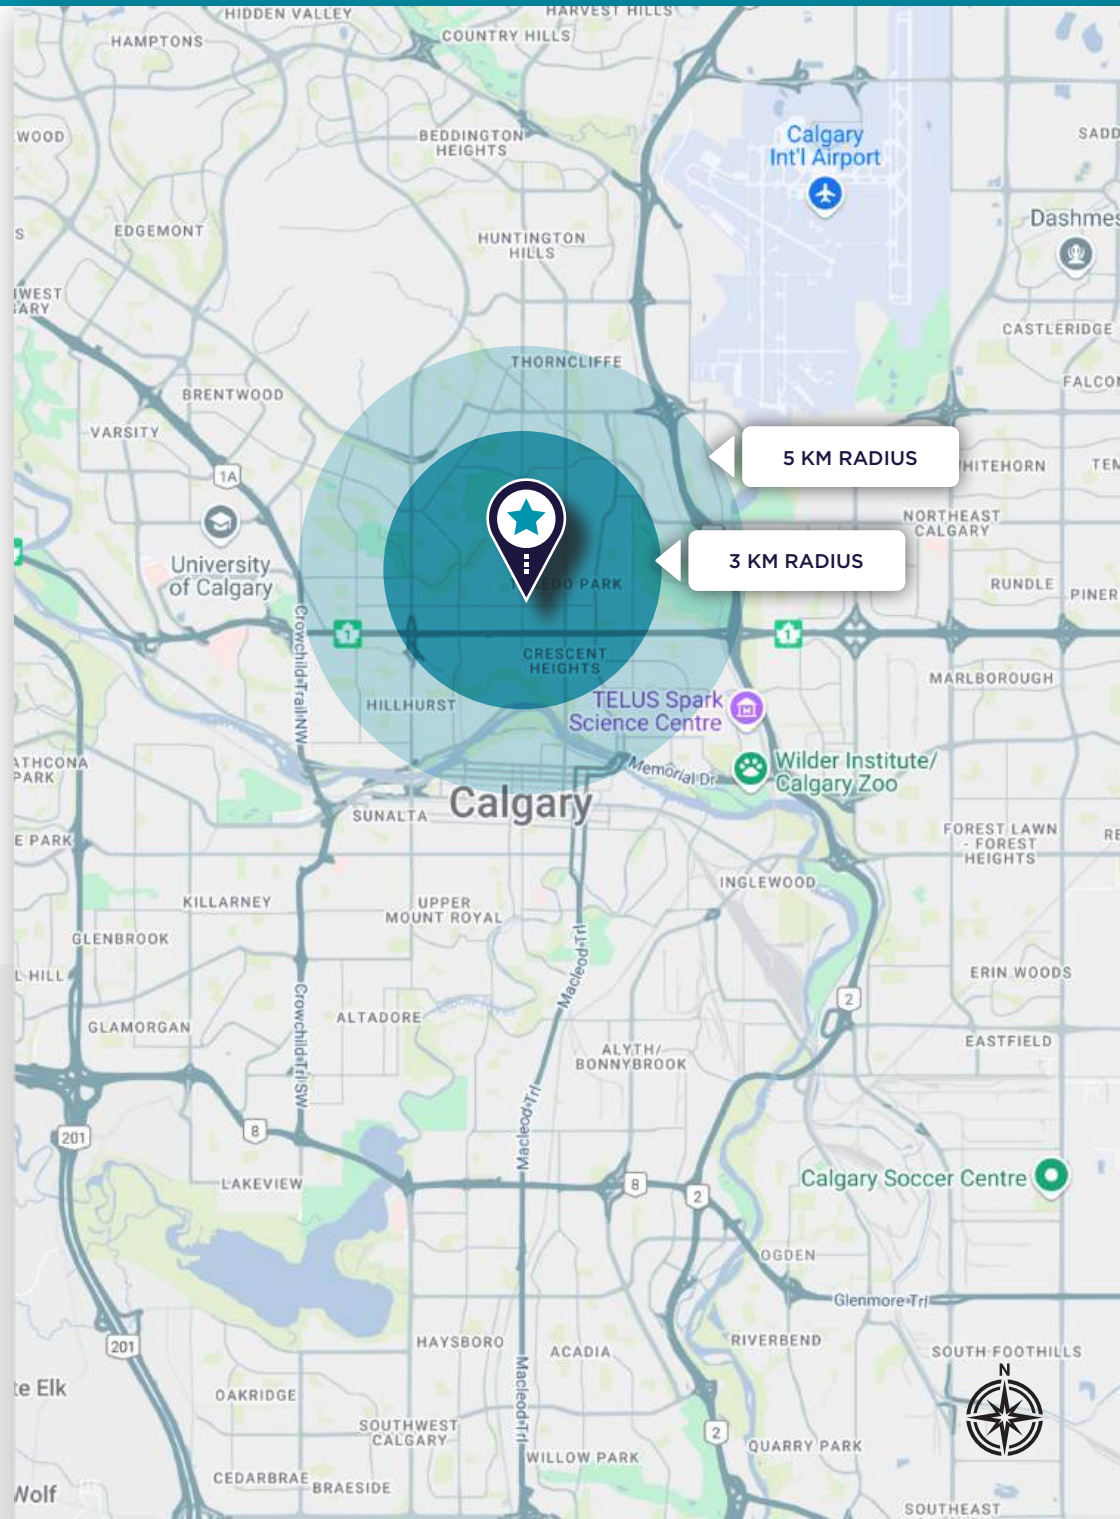 HIDDEN VALLEY
HARVEST HILLS
HAMPTONS
COUNTRY HILLS
WOOD
BEDDINGTON
HEIGHTS
Calgary
Int'l Airport
SADD
S
EDGEMONT
HUNTINGTON
HILLS
Dashmes
WEST
ARY
CASTLERIDGE
THORNCLIFFE
FALCO
BRENTWOOD
VARSITY
5 KM RADIUS
HITEHORN
TEM
1A
NORTHEAST
CALGARY
3 KM RADIUS
University
of Calgary
DO PARK
RUNDLE
PINER
1
1
Crowchild Trail NW
CRESCENT
HEIGHTS
MARLBOROUGH
HILLHURST
TELUS Spark
Science Centre
ATHCONA
PARK
Memorial Dr
Wilder Institute/
Calgary Zoo
Calgary
SUNALTA
E PARK
FOREST LAWN
- FOREST
HEIGHTS
RE
INGLEWOOD
KILLARNEY
UPPER
MOUNT ROYAL
GLENBROOK
Macleod Trl
L HILL
ERIN WOODS
2
Crowchild Trl SW
GLAMORGAN
ALTADORE
EASTFIELD
ALYTH/
BONNYBROOK
Macleod Trl
201
8
Calgary Soccer Centre
LAKEVIEW
8
2
OGDEN
Glenmore Trl
201
HAYSBORO
ACADIA
RIVERBEND
SOUTH FOOTHILLS
N
te Elk
OAKRIDGE
Macleod Trl
SOUTHWEST
CALGARY
2
QUARRY PARK
WILLOW PARK
CEDARBRAE
BRAESIDE
Wolf
SOUTHEAST